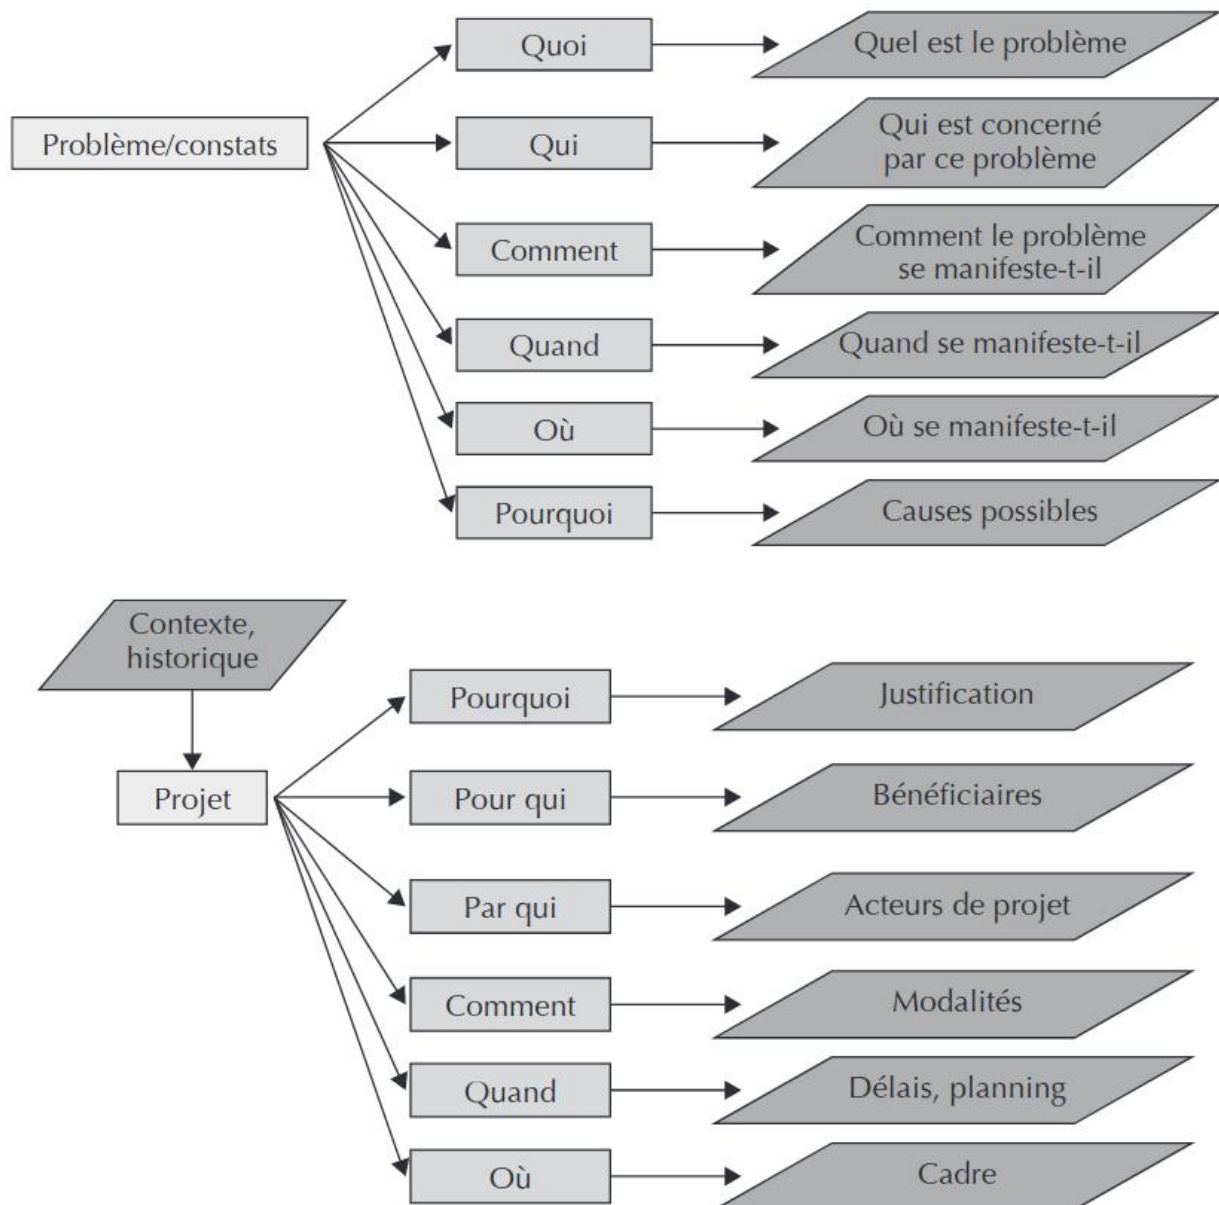 Quoi
Quel est le problème
Problème/constats
Qui
Qui est concerné
par ce problème
Comment
Comment le problème
se manifeste-t-il
Quand
Quand se manifeste-t-il
Où
Où se manifeste-t-il
Pourquoi
Causes possibles
Contexte,
historique
Pourquoi
Justification
Projet
Pour qui
Bénéficiaires
Par qui
Acteurs de projet
Comment
Modalités
Quand
Délais, planning
Où
Cadre